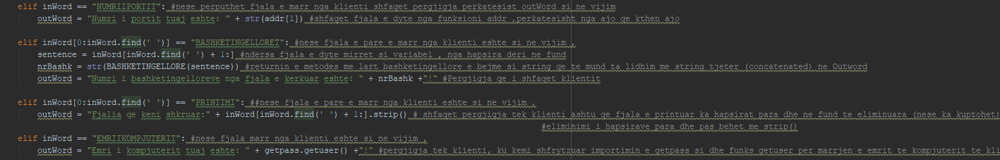 elif inWord == "NUMRIIPORTIT": #nese perputhet fjala e marr nga klienti shfaqet pergjigja perkatesist outWord si ne vijim
outWord = "Numri i portit tuaj eshte: " + str(addr[1]) #shfaqet fjala e dyte nga funksioni addr ,perkatesisht nga ajo qe kthen ajo
elif inWord[0:inWord.find(' ')] == "BASHKETINGELLORET": #nese fjala e pare e marr nga klienti eshte si ne vijim ,
sentence = inWord[inWord.find(' ') + 1:] #ndersa fjala e dyte mirret si variabel , nga hapsira deri ne fund
nrBashk = str(BASHKETINGELLORE(sentence)) #returnin e metodes me lart bashketingellore e bejme si string qe te mund ta lidhim me string tjeter (concatenated) ne Outword
outWord = "Numri i bashketingelloreve nga fjala e kerkuar eshte: " + nrBashk +"!" #Pergjigja qe i shfaqet klientit
elif inWord[0:inWord.find(' ')] == "PRINTIMI": ##nese fjala e pare e marr nga klienti eshte si ne vijim ,
outWord = "Fjalia qe keni shkruar:" + inWord[inWord.find(' ') + 1:].strip() # shfaqet pergjigja tek klienti ashtu qe fjala e printuar ka hapsirat para dhe ne fund te eliminuara (nese ka kuptohet)
#eliminimi i hapsirave para dhe pas behet me strip()
elif inWord == "EMRIIKOMPJUTERIT": #nese fjala marr nga klienti eshte si ne vijim ,
outWord = "Emri i kompjuterit tuaj eshte: " + getpass.getuser() +"!" #pergjigja tek klienti, ku kemi shfrytzuar importimin e getpass si dhe funks getuser per marrjen e emrit te kompjuterit te kli